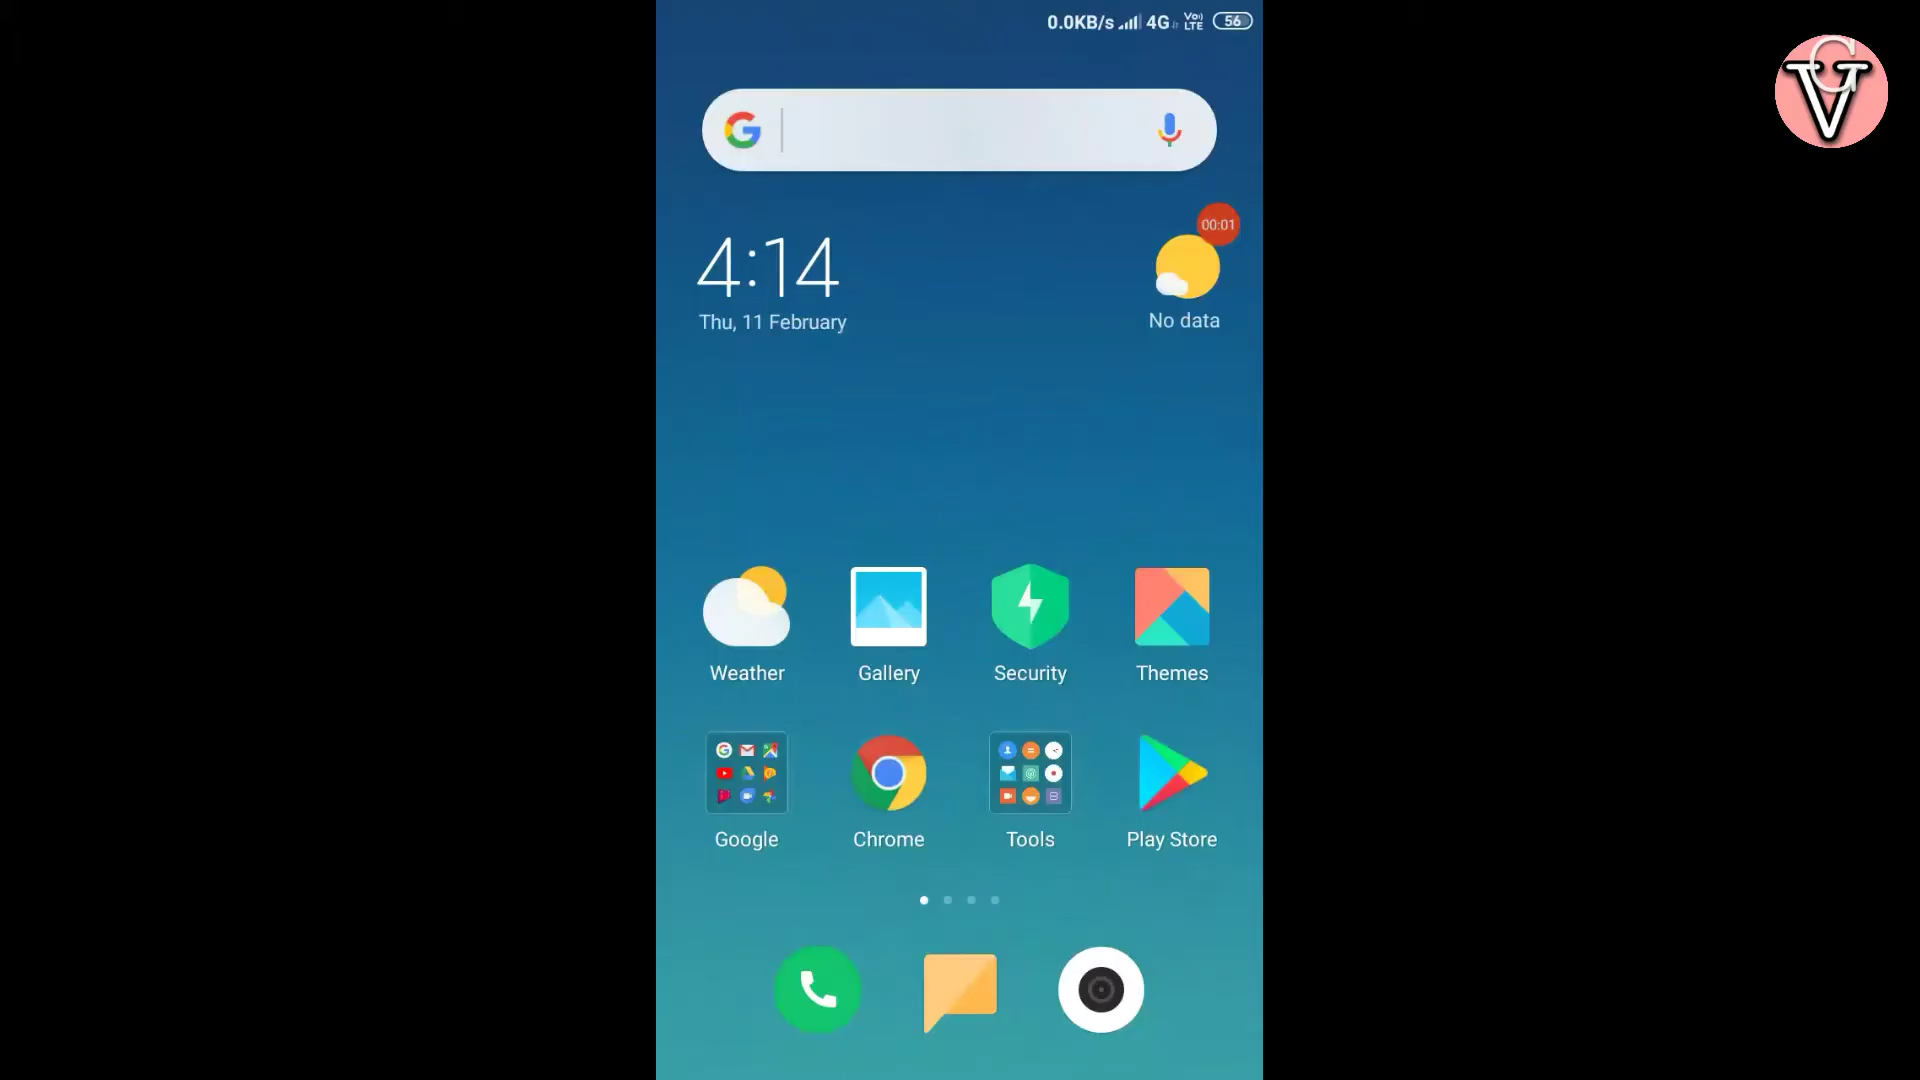 0.0KB/s 4G VoLTE 56
00:01
4:14
Thu, 11 February
No data
Weather Gallery Security Themes
Google Chrome Tools Play Store